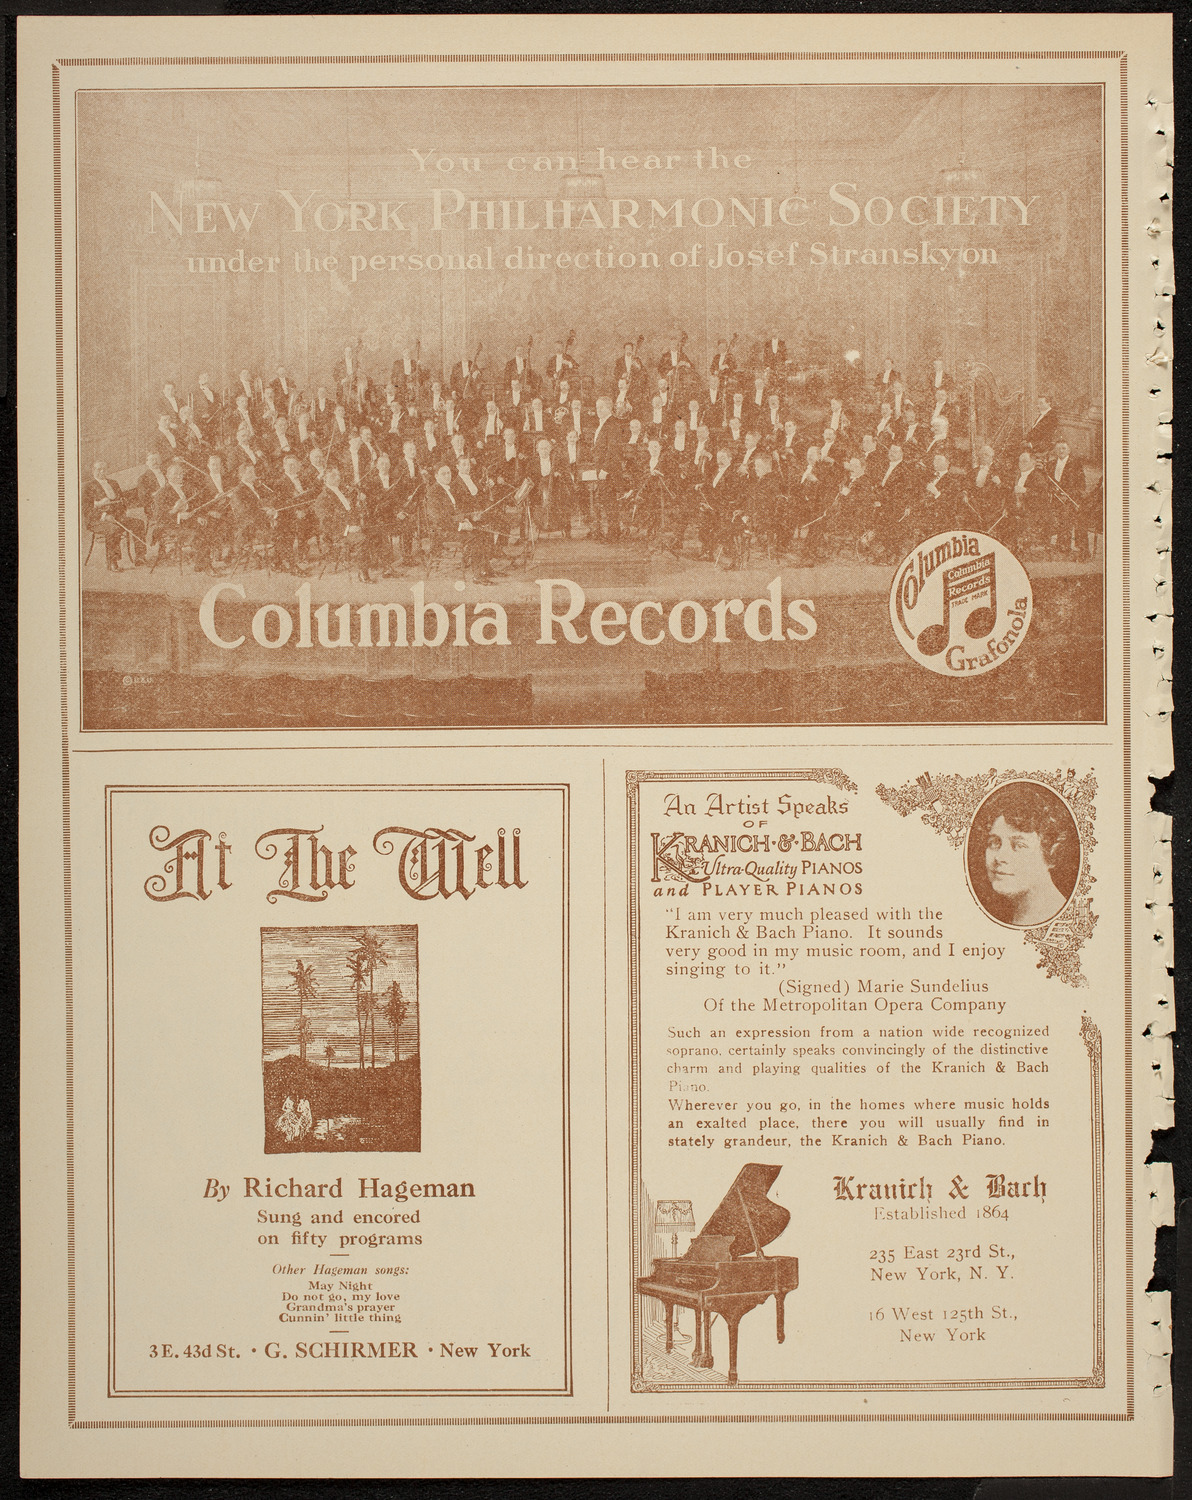 You can hear the
NEW YORK PHILHARMONIC SOCIETY
under the personal direction of Josef Stransky on
Columbia Records
Columbia
Columbia
Records
TRADE MARK
Grafonola
At The Well
By Richard Hageman
Sung and encored
on fifty programs
Other Hageman songs:
May Night
Do not go, my love
Grandma's prayer
Cunnin' little thing
3 E. 43d St. • G. SCHIRMER • New York
An Artist Speaks
OF
KRANICH·&·BACH
Ultra-Quality PIANOS
and PLAYER PIANOS
"I am very much pleased with the
Kranich & Bach Piano. It sounds
very good in my music room, and I enjoy
singing to it."
(Signed) Marie Sundelius
Of the Metropolitan Opera Company
Such an expression from a nation wide recognized
soprano, certainly speaks convincingly of the distinctive
charm and playing qualities of the Kranich & Bach
Piano.
Wherever you go, in the homes where music holds
an exalted place, there you will usually find in
stately grandeur, the Kranich & Bach Piano.
Kranich & Bach
Established 1864
235 East 23rd St.,
New York, N. Y.
16 West 125th St.,
New York